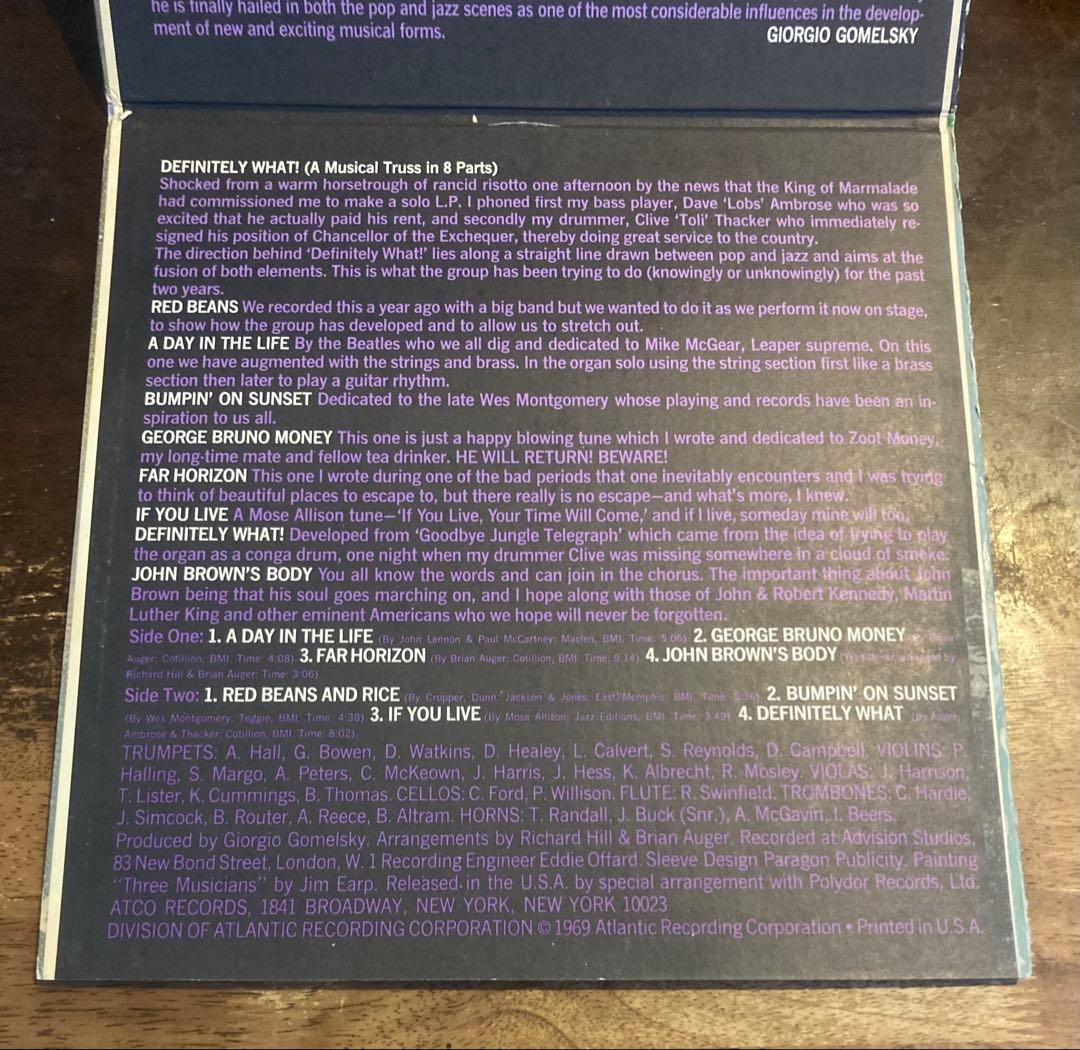 he is finally hailed in both the pop and jazz scenes as one of the most considerable influences in the develop-
ment of new and exciting musical forms. GIORGIO GOMELSKY
DEFINITELY WHAT! (A Musical Truss in 8 Parts)
Shocked from a warm horsetrough of rancid risotto one afternoon by the news that the King of Marmalade
had commissioned me to make a solo L.P. I phoned first my bass player, Dave ‘Lobs’ Ambrose who was so
excited that he actually paid his rent, and secondly my drummer, Clive ‘Toli’ Thacker who immediately re-
signed his position of Chancellor of the Exchequer, thereby doing great service to the country.
The direction behind ‘Definitely What!’ lies along a straight line drawn between pop and jazz and aims at the
fusion of both elements. This is what the group has been trying to do (knowingly or unknowingly) for the past
two years.
RED BEANS We recorded this a year ago with a big band but we wanted to do it as we perform it now on stage,
to show how the group has developed and to allow us to stretch out.
A DAY IN THE LIFE By the Beatles who we all dig and dedicated to Mike McGear, Leaper supreme. On this
one we have augmented with the strings and brass. In the organ solo using the string section first like a brass
section then later to play a guitar rhythm.
BUMPIN’ ON SUNSET Dedicated to the late Wes Montgomery whose playing and records have been an in-
spiration to us all.
GEORGE BRUNO MONEY This one is just a happy blowing tune which I wrote and dedicated to Zoot Money,
my long-time mate and fellow tea drinker. HE WILL RETURN! BEWARE!
FAR HORIZON This one I wrote during one of the bad periods that one inevitably encounters and I was trying
to think of beautiful places to escape to, but there really is no escape—and what’s more, I knew.
IF YOU LIVE A Mose Allison tune—‘If You Live, Your Time Will Come,’ and if I live, someday mine will too.
DEFINITELY WHAT! Developed from ‘Goodbye Jungle Telegraph’ which came from the idea of trying to play
the organ as a conga drum, one night when my drummer Clive was missing somewhere in a cloud of smoke.
JOHN BROWN’S BODY You all know the words and can join in the chorus. The important thing about John
Brown being that his soul goes marching on, and I hope along with those of John & Robert Kennedy, Martin
Luther King and other eminent Americans who we hope will never be forgotten.
Side One: 1. A DAY IN THE LIFE (By John Lennon & Paul McCartney; Maclen, BMI. Time: 5:06) 2. GEORGE BRUNO MONEY (By Brian
Auger; Cotillion, BMI. Time: 4:08) 3. FAR HORIZON (By Brian Auger; Cotillion, BMI. Time: 5:14) 4. JOHN BROWN’S BODY (Traditional, arranged by
Richard Hill & Brian Auger; Time: 3:06)
Side Two: 1. RED BEANS AND RICE (By Cropper, Dunn, Jackson & Jones; East/Memphis, BMI. Time: 5:36) 2. BUMPIN’ ON SUNSET
(By Wes Montgomery; Taggie, BMI. Time: 4:38) 3. IF YOU LIVE (By Mose Allison; Jazz Editions, BMI. Time: 3:49) 4. DEFINITELY WHAT (By Auger,
Ambrose & Thacker; Cotillion, BMI. Time: 8:02).
TRUMPETS: A. Hall, G. Bowen, D. Watkins, D. Healey, L. Calvert, S. Reynolds, D. Campbell, VIOLINS: P.
Halling, S. Margo, A. Peters, C. McKeown, J. Harris, J. Hess, K. Albrecht, R. Mosley. VIOLAS: J. Harrison,
T. Lister, K. Cummings, B. Thomas. CELLOS: C. Ford, P. Willison. FLUTE: R. Swinfield. TROMBONES: C. Hardie,
J. Simcock, B. Router, A. Reece, B. Altram. HORNS: T. Randall, J. Buck (Snr.), A. McGavin, I. Beers.
Produced by Giorgio Gomelsky. Arrangements by Richard Hill & Brian Auger. Recorded at Advision Studios,
83 New Bond Street, London, W. 1 Recording Engineer Eddie Offard. Sleeve Design Paragon Publicity. Painting
“Three Musicians” by Jim Earp. Released in the U.S.A. by special arrangement with Polydor Records, Ltd.
ATCO RECORDS, 1841 BROADWAY, NEW YORK, NEW YORK 10023
DIVISION OF ATLANTIC RECORDING CORPORATION © 1969 Atlantic Recording Corporation • Printed in U.S.A.